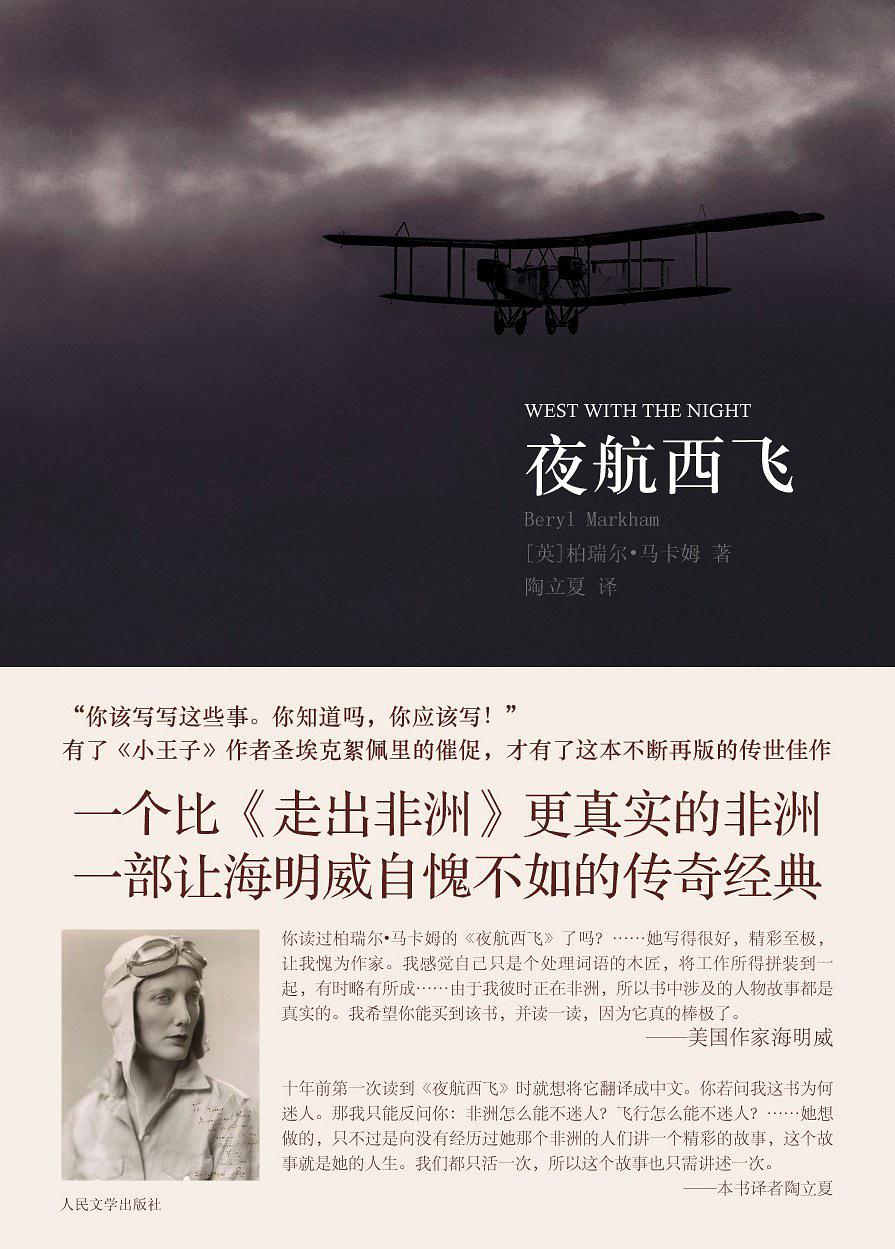 WEST WITH THE NIGHT
夜航西飞
Beryl Markham
[英]柏瑞尔•马卡姆 著
陶立夏 译
“你该写写这些事。你知道吗，你应该写！”
有了《小王子》作者圣埃克絮佩里的催促，才有了这本不断再版的传世佳作
一个比《走出非洲》更真实的非洲
一部让海明威自愧不如的传奇经典
你读过柏瑞尔•马卡姆的《夜航西飞》了吗？……她写得很好，精彩至极，
让我愧为作家。我感觉自己只是个处理词语的木匠，将工作所得拼装到一
起，有时略有所成……由于我彼时正在非洲，所以书中涉及的人物故事都是
真实的。我希望你能买到该书，并读一读，因为它真的棒极了。
——美国作家海明威
十年前第一次读到《夜航西飞》时就想将它翻译成中文。你若问我这书为何
迷人。那我只能反问你：非洲怎么能不迷人？飞行怎么能不迷人？……她想
做的，只不过是向没有经历过她那个非洲的人们讲一个精彩的故事，这个故
事就是她的人生。我们都只活一次，所以这个故事也只需讲述一次。
——本书译者陶立夏
人民文学出版社